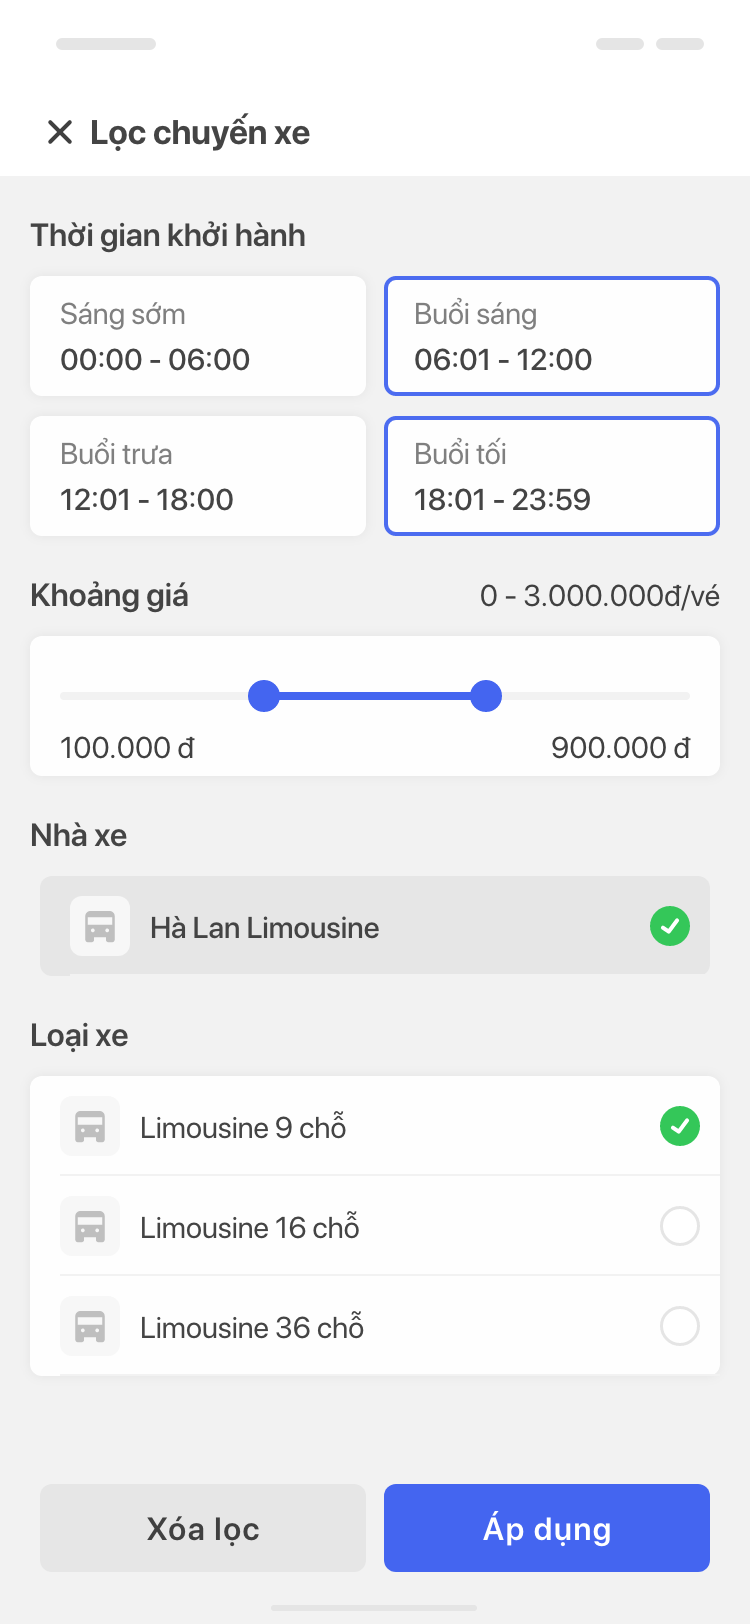 Lọc chuyến xe
Thời gian khởi hành
Sáng sớm
00:00 - 06:00
Buổi sáng
06:01 - 12:00
Buổi trưa
12:01 - 18:00
Buổi tối
18:01 - 23:59
Khoảng giá
0 - 3.000.000đ/vé
100.000 đ
900.000 đ
Nhà xe
Hà Lan Limousine
Loại xe
Limousine 9 chỗ
Limousine 16 chỗ
Limousine 36 chỗ
Xóa lọc
Áp dụng